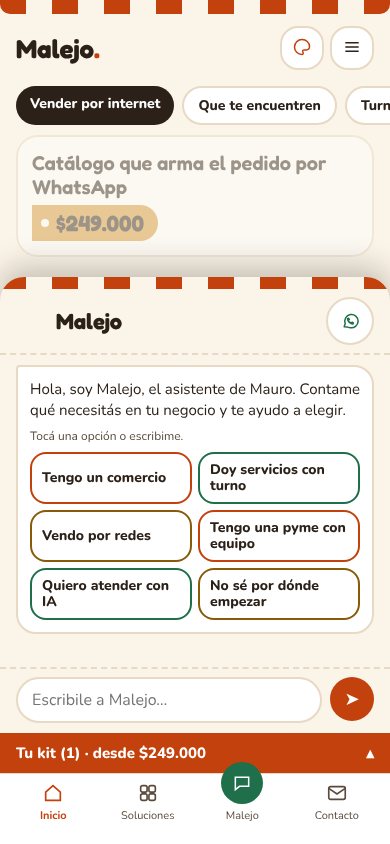 Malejo.
Vender por internet
Que te encuentren
Turn
Catálogo que arma el pedido por
WhatsApp
$249.000
Malejo
Hola, soy Malejo, el asistente de Mauro. Contame
qué necesitás en tu negocio y te ayudo a elegir.
Tocá una opción o escribime.
Tengo un comercio
Doy servicios con
turno
Vendo por redes
Tengo una pyme con
equipo
Quiero atender con
IA
No sé por dónde
empezar
Escribile a Malejo...
Tu kit (1) · desde $249.000
Inicio
Soluciones
Malejo
Contacto